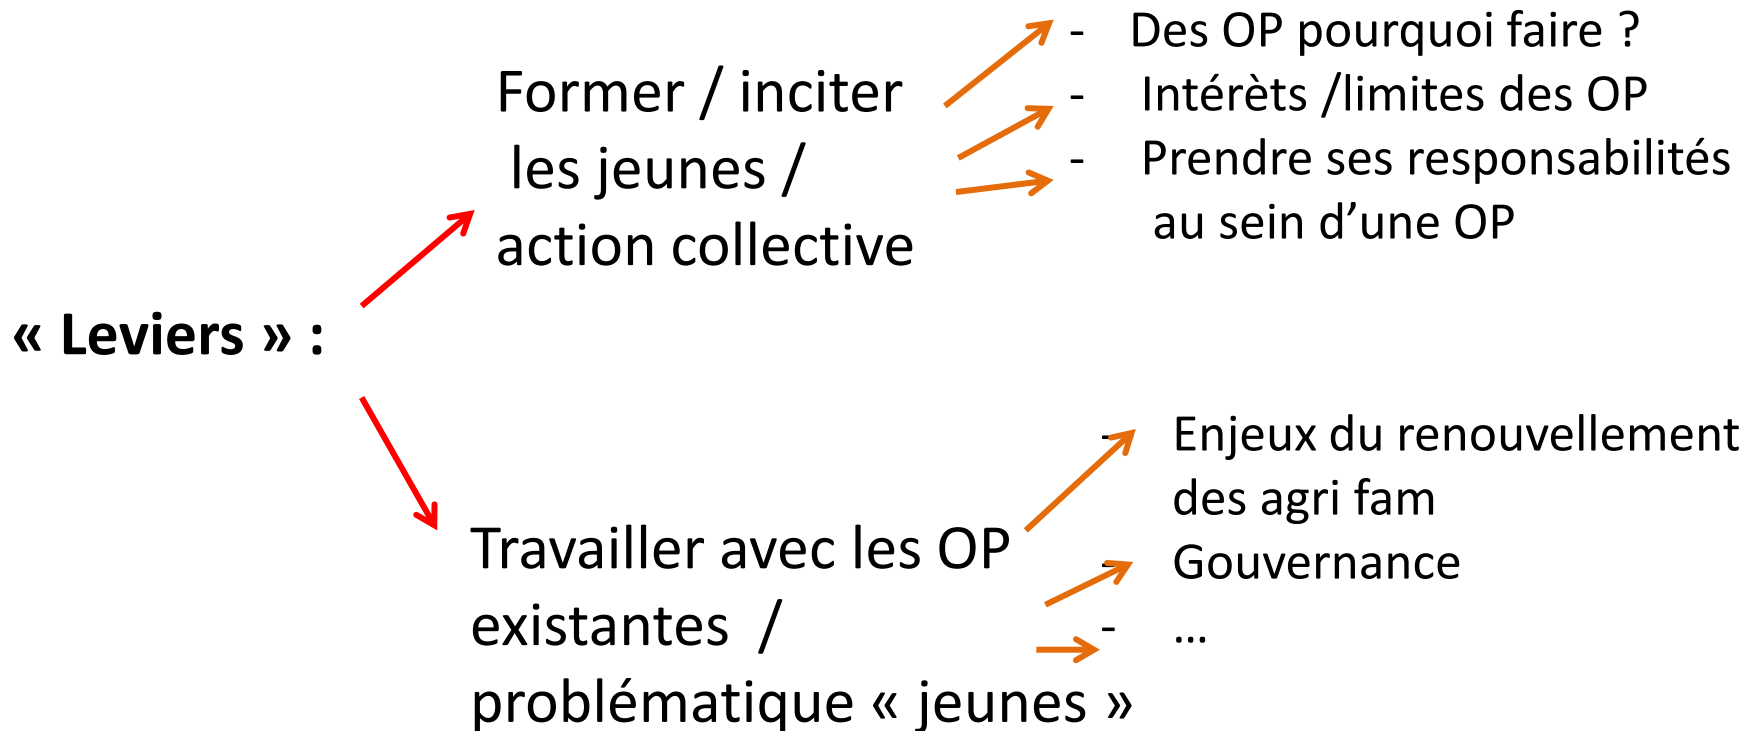 - Des OP pourquoi faire ?
Former / inciter
- Intérèts /limites des OP
les jeunes /
- Prendre ses responsabilités
au sein d’une OP
action collective
« Leviers » :
- Enjeux du renouvellement
des agri fam
Travailler avec les OP
- Gouvernance
existantes /
- ...
problématique « jeunes »